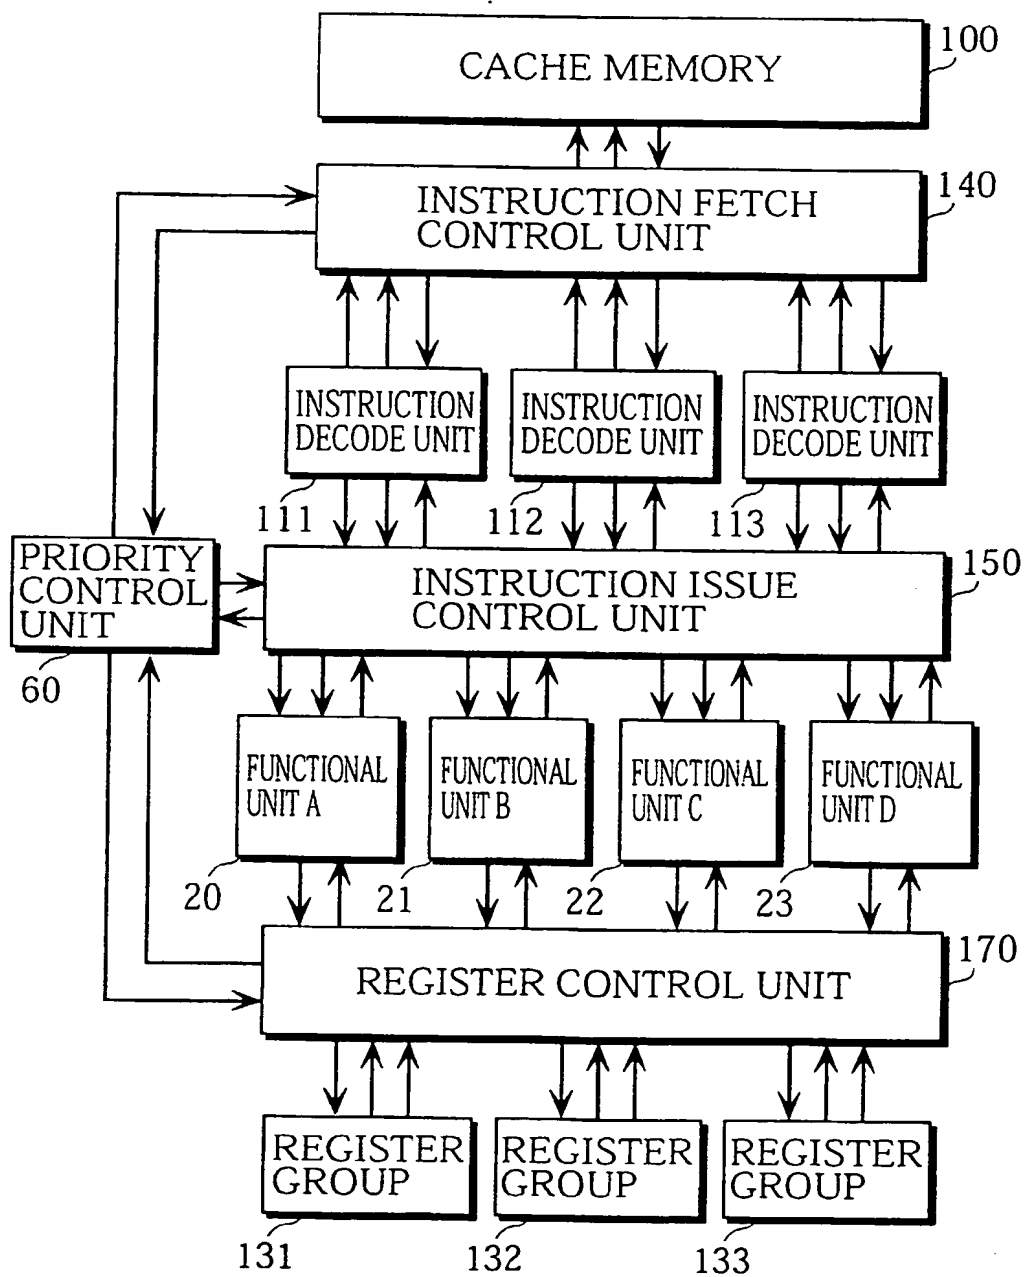 CACHE MEMORY
100
INSTRUCTION FETCH
CONTROL UNIT
140
INSTRUCTION
DECODE UNIT
111
INSTRUCTION
DECODE UNIT
112
INSTRUCTION
DECODE UNIT
113
PRIORITY
CONTROL
UNIT
60
INSTRUCTION ISSUE
CONTROL UNIT
150
FUNCTIONAL
UNIT A
20
FUNCTIONAL
UNIT B
21
FUNCTIONAL
UNIT C
22
FUNCTIONAL
UNIT D
23
REGISTER CONTROL UNIT
170
REGISTER
GROUP
131
REGISTER
GROUP
132
REGISTER
GROUP
133